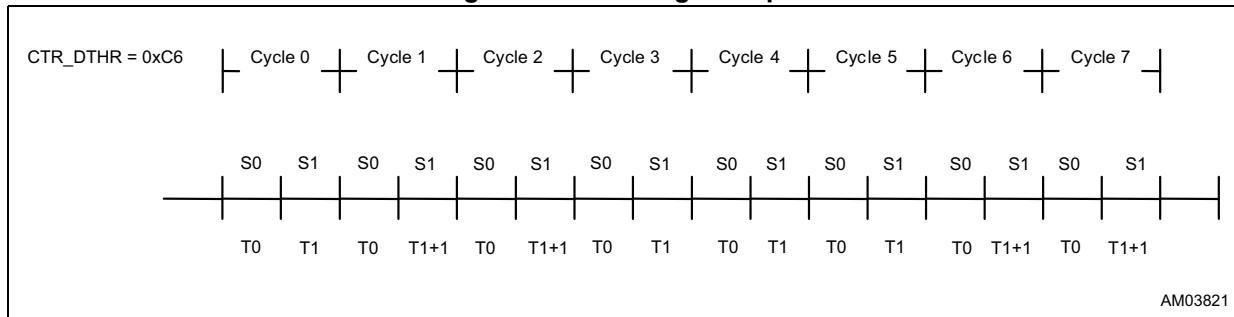 CTR_DTHR = 0xC6 Cycle 0 Cycle 1 Cycle 2 Cycle 3 Cycle 4 Cycle 5 Cycle 6 Cycle 7
S0 S1 S0 S1 S0 S1 S0 S1 S0 S1 S0 S1 S0 S1 S0 S1
T0 T1 T0 T1+1 T0 T1+1 T0 T1 T0 T1 T0 T1 T0 T1+1 T0 T1+1
AM03821